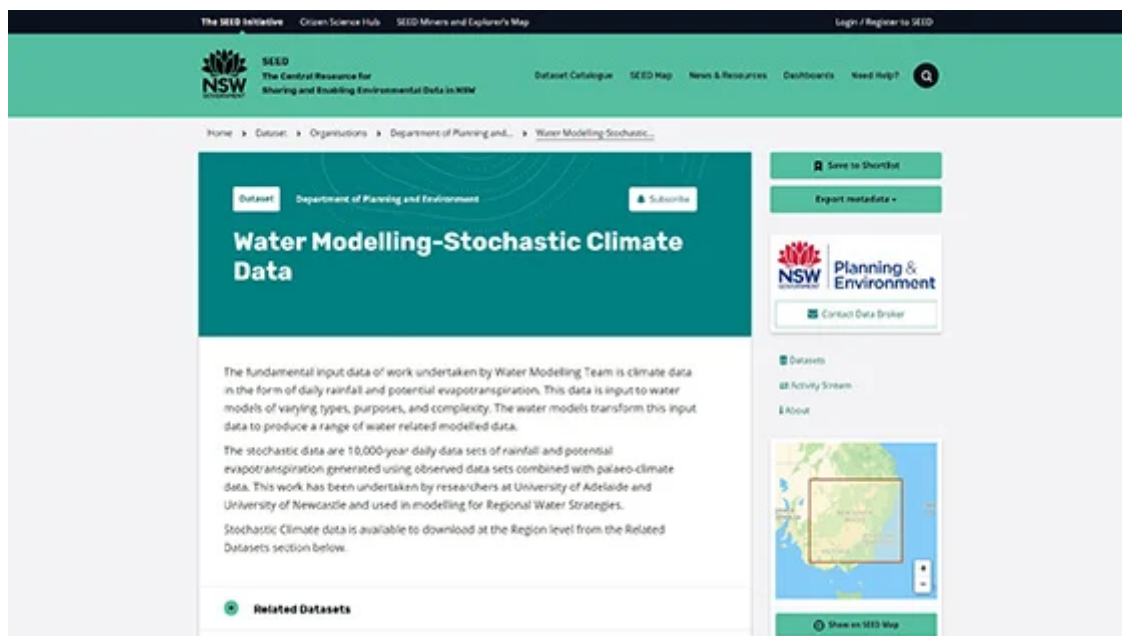 The SEED Initiative Citizen Science Hub SEED Miners and Explorer's Map Login / Register to SEED
SEED
The Central Resource for
Sharing and Enabling Environmental Data in NSW
NSW
GOVERNMENT
Dataset Catalogue SEED Map News & Resources Dashboards Need Help?
Home Dataset Organisations Department of Planning and... Water Modelling-Stochastic...
Dataset Department of Planning and Environment Subscribe
Water Modelling-Stochastic Climate
Data
The fundamental input data of work undertaken by Water Modelling Team is climate data
in the form of daily rainfall and potential evapotranspiration. This data is input to water
models of varying types, purposes, and complexity. The water models transform this input
data to produce a range of water related modelled data.
The stochastic data are 10,000-year daily data sets of rainfall and potential
evapotranspiration generated using observed data sets combined with palaeo-climate
data. This work has been undertaken by researchers at University of Adelaide and
University of Newcastle and used in modelling for Regional Water Strategies.
Stochastic Climate data is available to download at the Region level from the Related
Datasets section below.
Related Datasets
Save to Shortlist
Export metadata
NSW
GOVERNMENT
Planning &
Environment
Contact Data Broker
Datasets
Activity Stream
About
NEW SOUTH
WALES
VICTORIA
+
-
Show on SEED Map